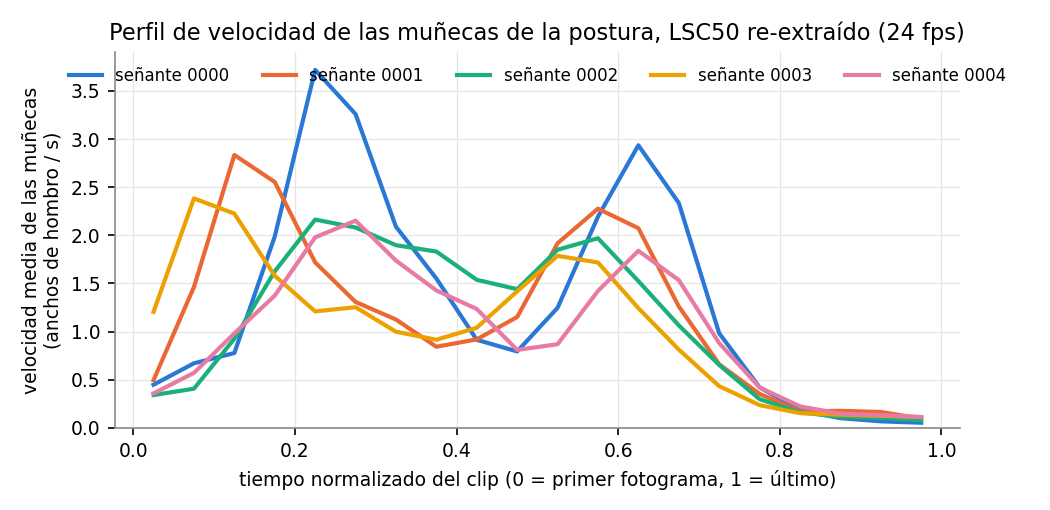 Perfil de velocidad de las muñecas de la postura, LSC50 re-extraído (24 fps)
señante 0000 señante 0001 señante 0002 señante 0003 señante 0004
velocidad media de las muñecas
(anchos de hombro / s)
3.5
3.0
2.5
2.0
1.5
1.0
0.5
0.0
0.0 0.2 0.4 0.6 0.8 1.0
tiempo normalizado del clip (0 = primer fotograma, 1 = último)